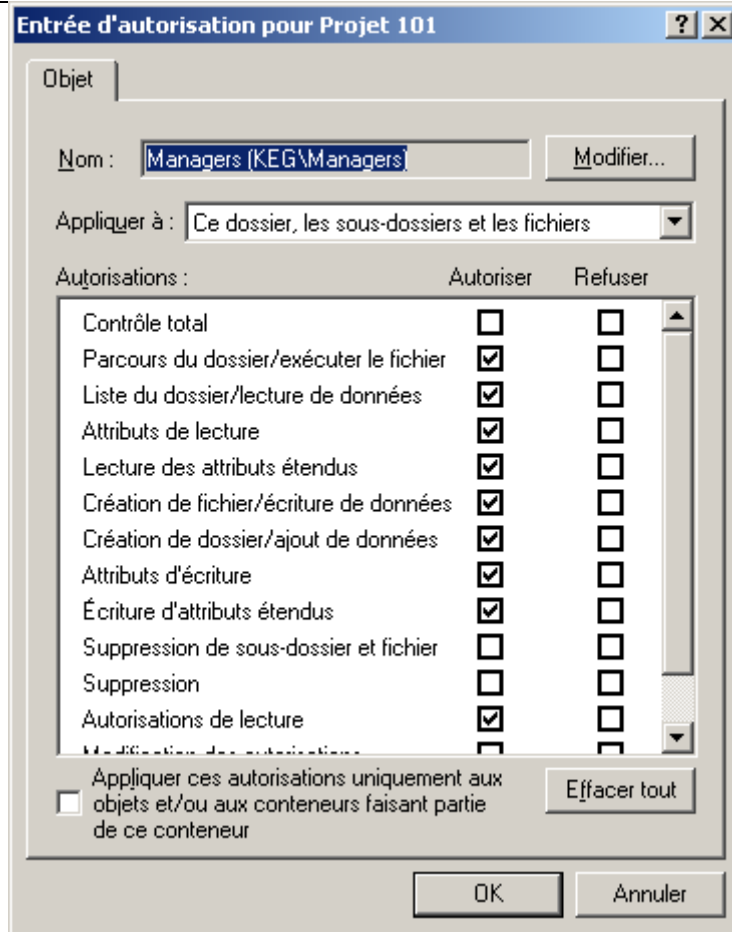 Entrée d'autorisation pour Projet 101
Objet
Nom : Managers (KEG\Managers) Modifier...
Appliquer à : Ce dossier, les sous-dossiers et les fichiers
Autorisations : Autoriser Refuser
Contrôle total
Parcours du dossier/exécuter le fichier
Liste du dossier/lecture de données
Attributs de lecture
Lecture des attributs étendus
Création de fichier/écriture de données
Création de dossier/ajout de données
Attributs d'écriture
Écriture d'attributs étendus
Suppression de sous-dossier et fichier
Suppression
Autorisations de lecture
Modification des autorisations
Appliquer ces autorisations uniquement aux
objets et/ou aux conteneurs faisant partie
de ce conteneur
Effacer tout
OK Annuler